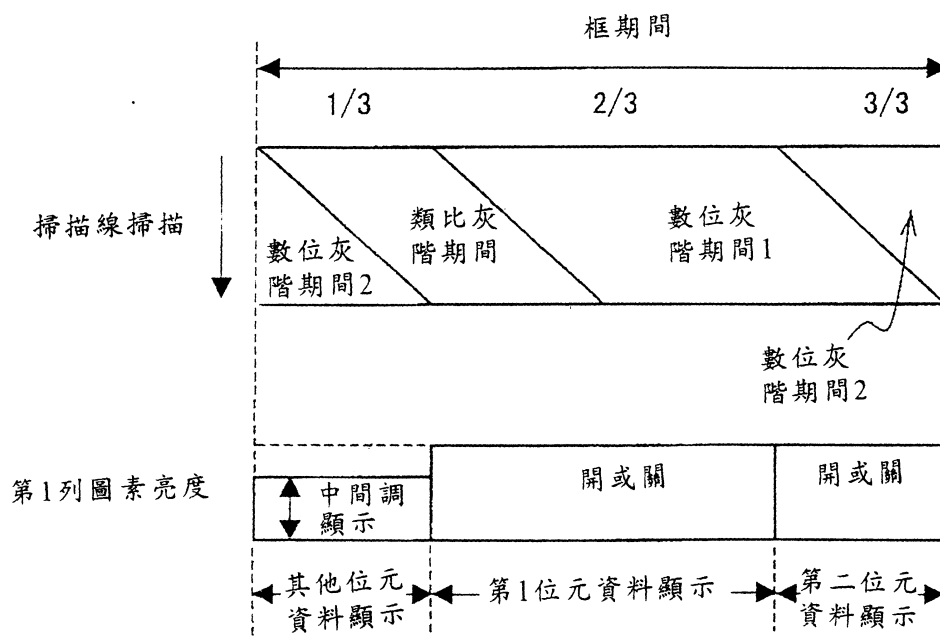 框期間
1/3
2/3
3/3
掃描線掃描
數位灰
階期間2
類比灰
階期間
數位灰
階期間1
數位灰
階期間2
第1列圖素亮度
中間調
顯示
開或關
開或關
其他位元
資料顯示
第1位元資料顯示
第二位元
資料顯示